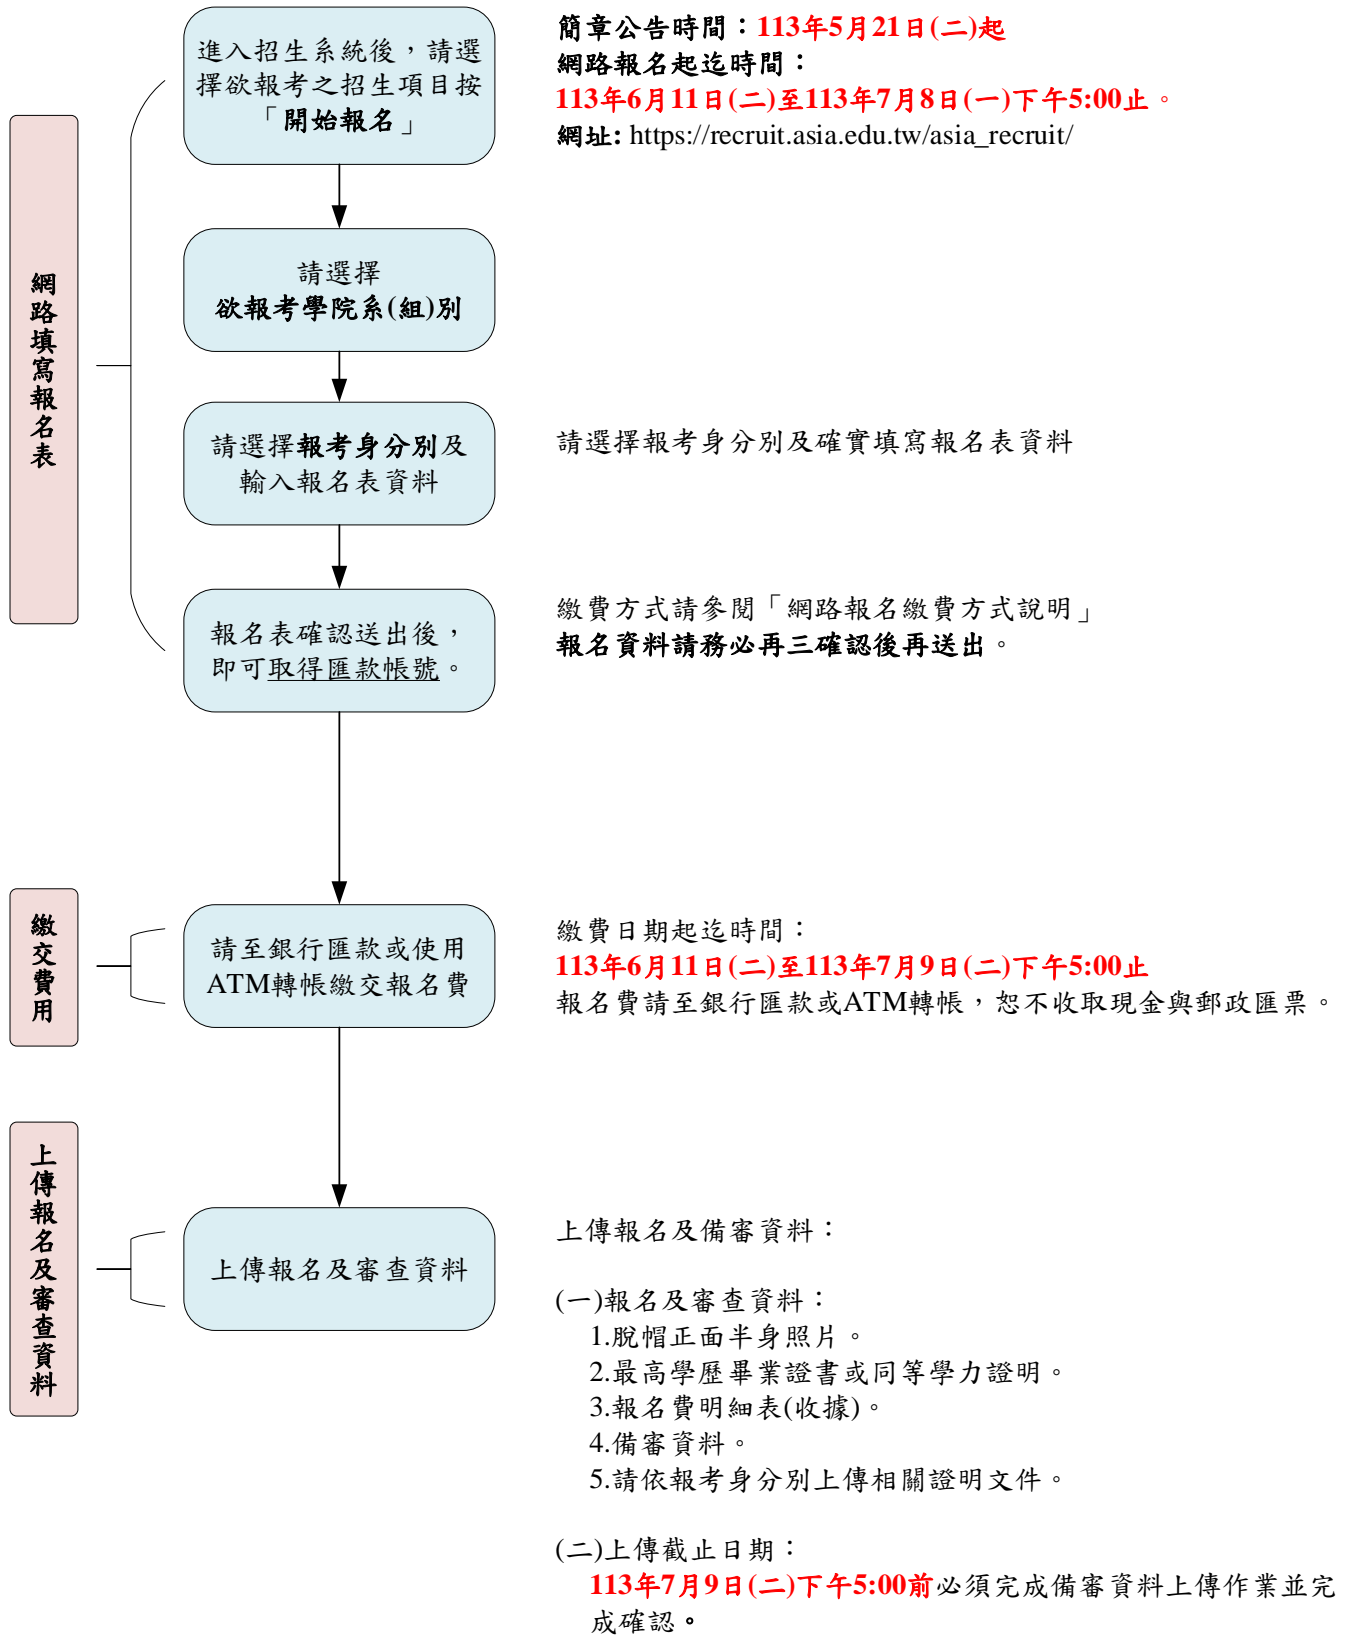 網路填寫報名表
進入招生系統後，請選
擇欲報考之招生項目按
「開始報名」
簡章公告時間：113年5月21日(二)起
網路報名起迄時間：
113年6月11日(二)至113年7月8日(一)下午5:00止。
網址: https://recruit.asia.edu.tw/asia_recruit/
請選擇
欲報考學院系(組)別
請選擇報考身分別及
輸入報名表資料
請選擇報考身分別及確實填寫報名表資料
報名表確認送出後，
即可取得匯款帳號。
繳費方式請參閱「網路報名繳費方式說明」
報名資料請務必再三確認後再送出。
繳交費用
請至銀行匯款或使用
ATM轉帳繳交報名費
繳費日期起迄時間：
113年6月11日(二)至113年7月9日(二)下午5:00止
報名費請至銀行匯款或ATM轉帳，恕不收取現金與郵政匯票。
上傳報名及審查資料
上傳報名及審查資料
上傳報名及備審資料：
(一)報名及審查資料：
1.脫帽正面半身照片。
2.最高學歷畢業證書或同等學力證明。
3.報名費明細表(收據)。
4.備審資料。
5.請依報考身分別上傳相關證明文件。
(二)上傳截止日期：
113年7月9日(二)下午5:00前必須完成備審資料上傳作業並完
成確認。